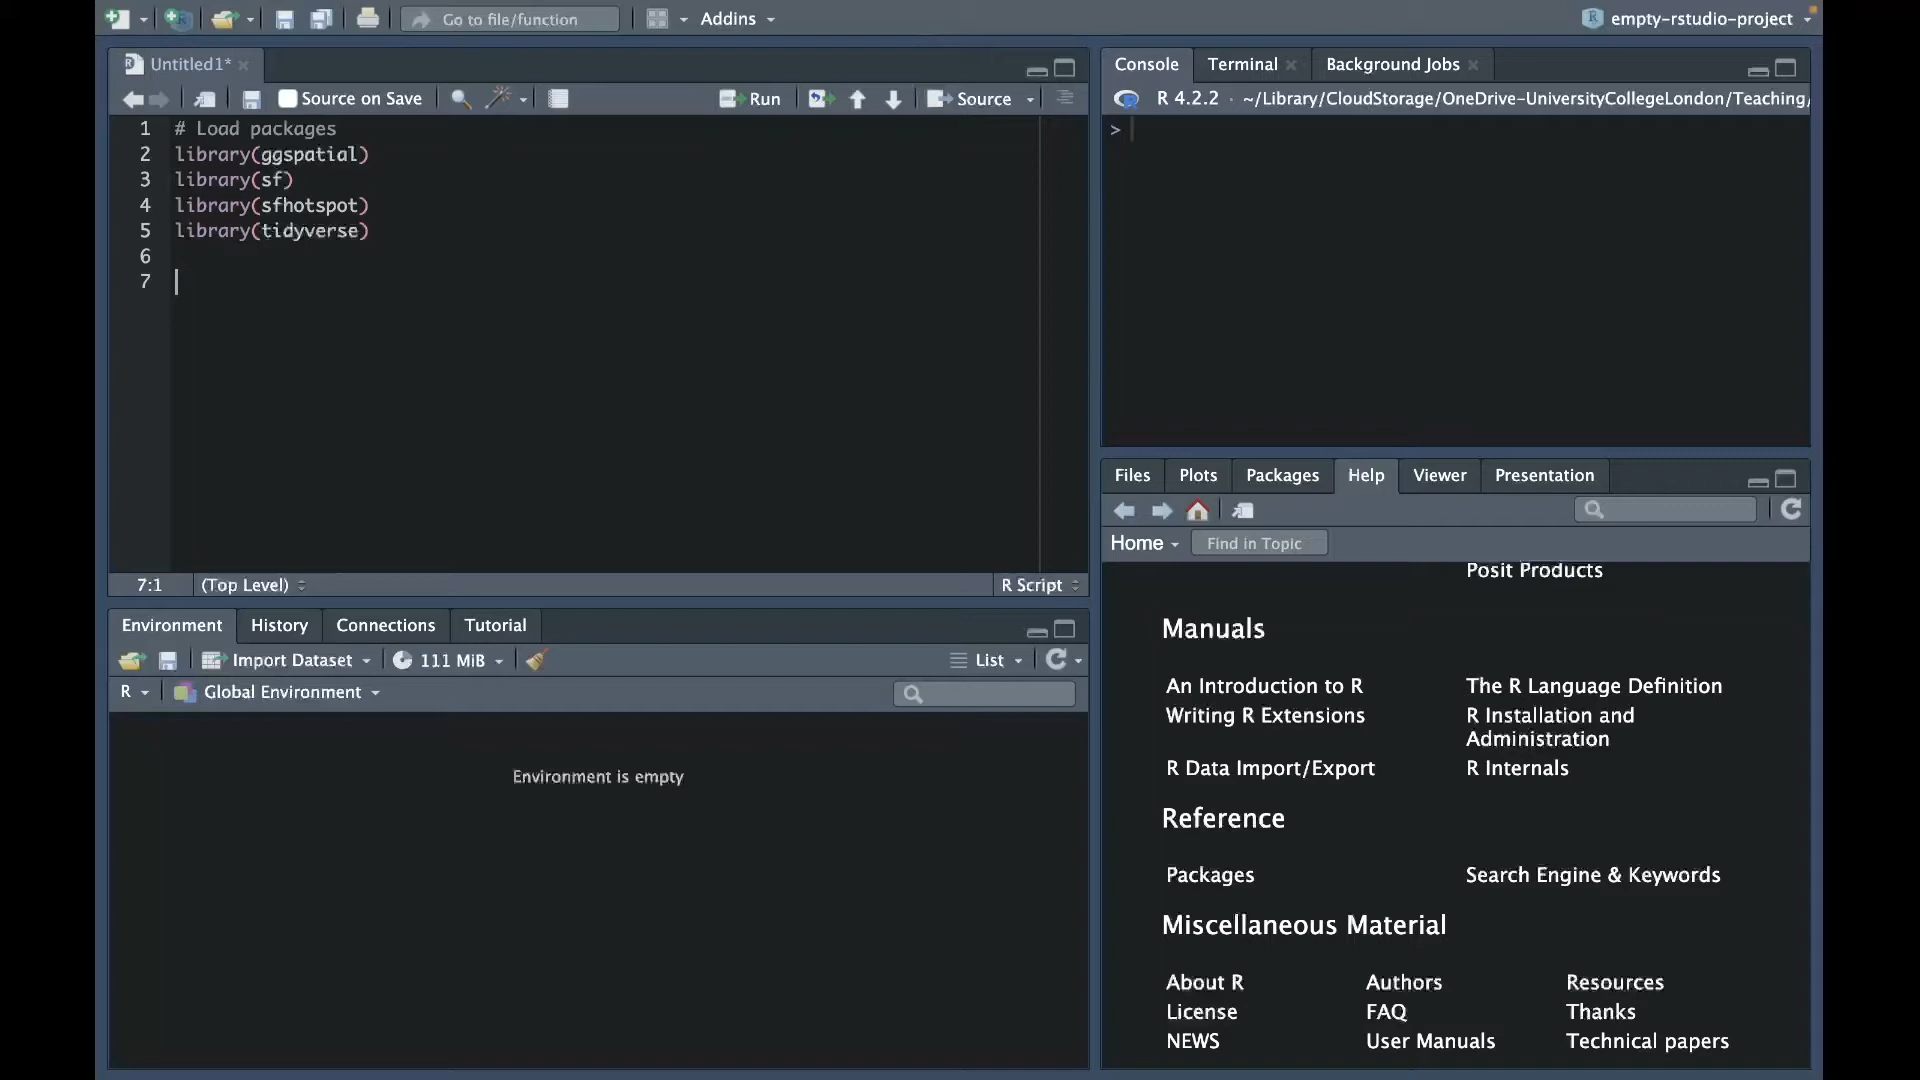 Go to file/function
Addins
empty-rstudio-project
Untitled1*
Source on Save
Run
Source
1 # Load packages
2 library(ggspatial)
3 library(sf)
4 library(sfhotspot)
5 library(tidyverse)
6
7
7:1 (Top Level) R Script
Environment History Connections Tutorial
Import Dataset 111 MiB List
R Global Environment
Environment is empty
Console Terminal Background Jobs
R 4.2.2 · ~/Library/CloudStorage/OneDrive-UniversityCollegeLondon/Teaching/
>
Files Plots Packages Help Viewer Presentation
Home Find in Topic
Posit Products
Manuals
An Introduction to R The R Language Definition
Writing R Extensions R Installation and
Administration
R Data Import/Export R Internals
Reference
Packages Search Engine & Keywords
Miscellaneous Material
About R Authors Resources
License FAQ Thanks
NEWS User Manuals Technical papers